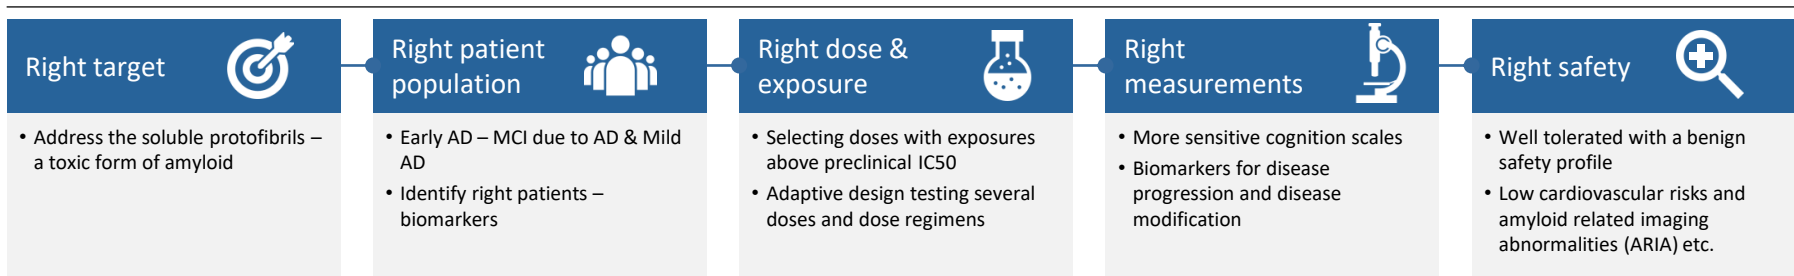 Right target
• Address the soluble protofibrils –
a toxic form of amyloid
Right patient
population
• Early AD – MCI due to AD & Mild
AD
• Identify right patients –
biomarkers
Right dose &
exposure
• Selecting doses with exposures
above preclinical IC50
• Adaptive design testing several
doses and dose regimens
Right
measurements
• More sensitive cognition scales
• Biomarkers for disease
progression and disease
modification
Right safety
• Well tolerated with a benign
safety profile
• Low cardiovascular risks and
amyloid related imaging
abnormalities (ARIA) etc.